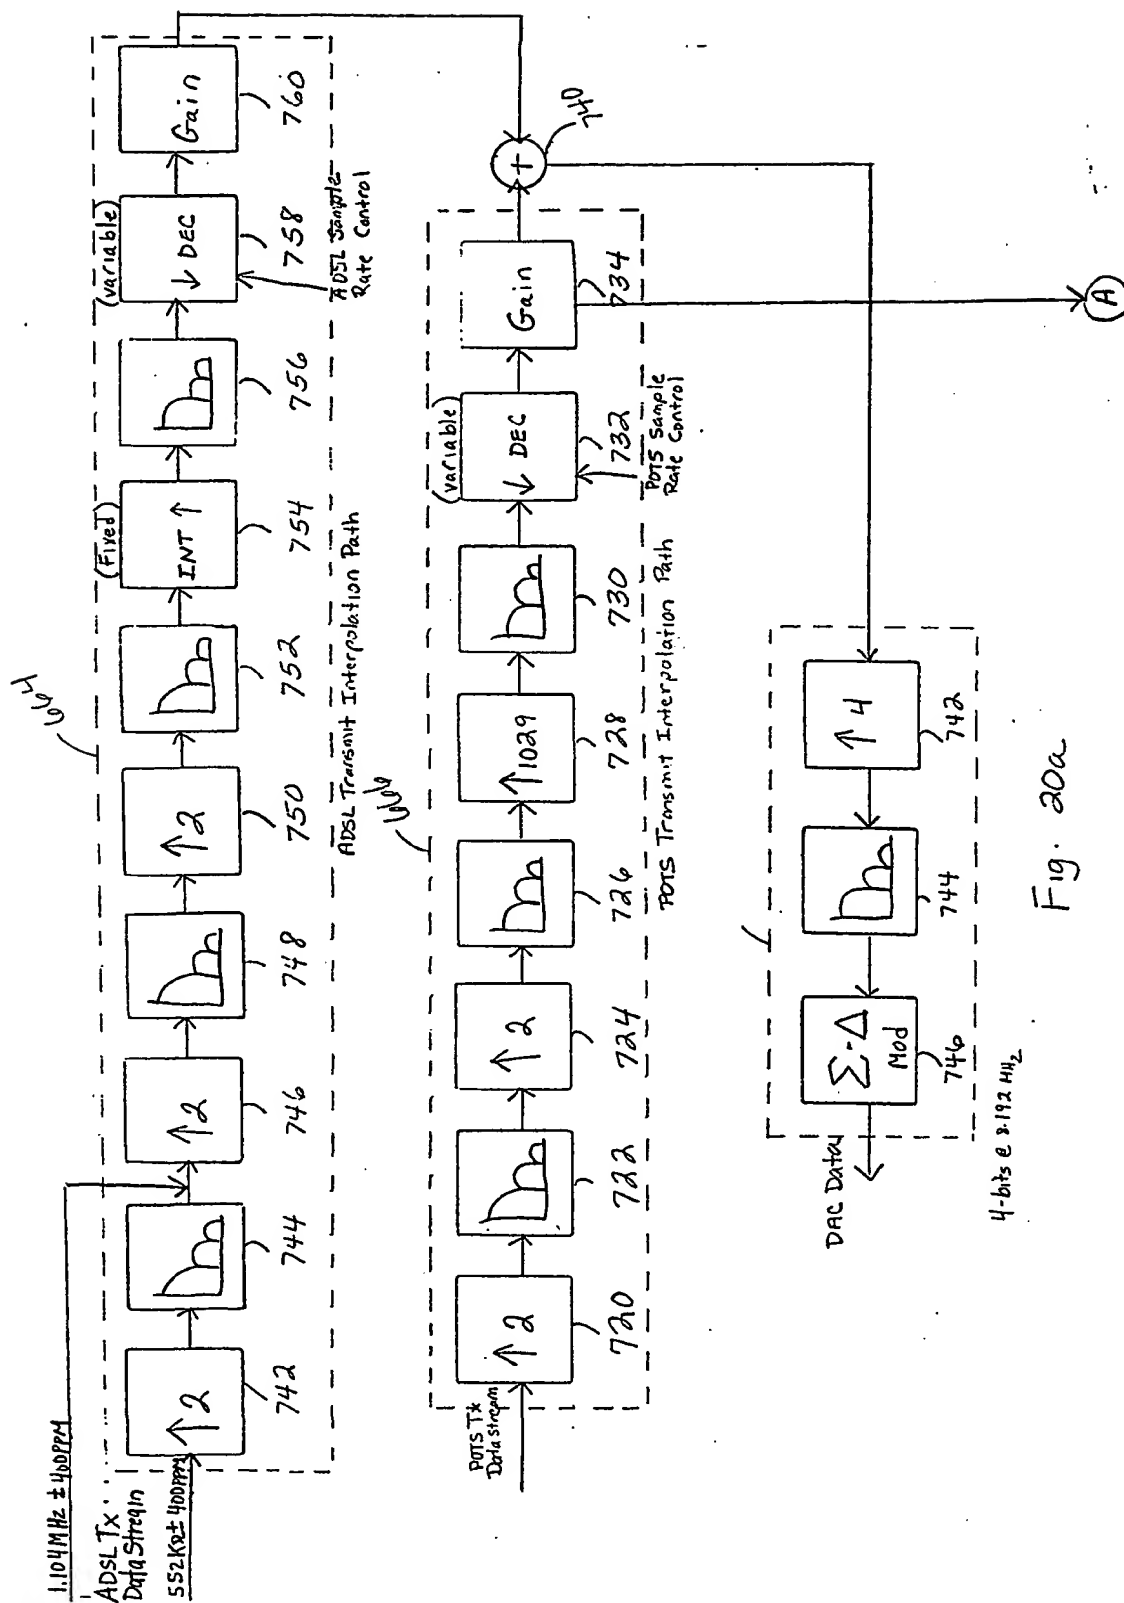 1.104MHz ±400PPM
ADSL Tx
Data Stream
552KΩ± 400PPM
↑2
742
744
↑2
746
748
↑2
750
752
(Fixed)
INT ↑
754
756
(variable)
↓ DEC
758
ADSL Sample
Rate Control
Gain
760
664
ADSL Transmit Interpolation Path
POTS Tx
Data Stream
↑2
720
722
↑2
724
726
↑1029
728
730
(variable)
↓ DEC
732
POTS Sample
Rate Control
Gain
734
666
POTS Transmit Interpolation Path
+
740
A
↑4
742
744
Σ-Δ
Mod
746
DAC Data
4-bits @ 8.192 MHz
Fig. 20a